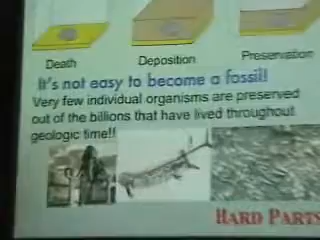 Death Deposition Preservation
It's not easy to become a fossil!
Very few individual organisms are preserved
out of the billions that have lived throughout
geologic time!!
HARD PARTS